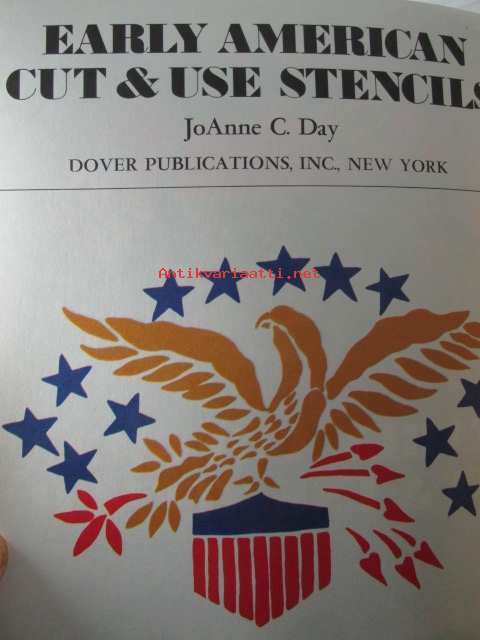 EARLY AMERICAN
CUT & USE STENCILS
JoAnne C. Day
DOVER PUBLICATIONS, INC., NEW YORK
Antikvariaatti.net